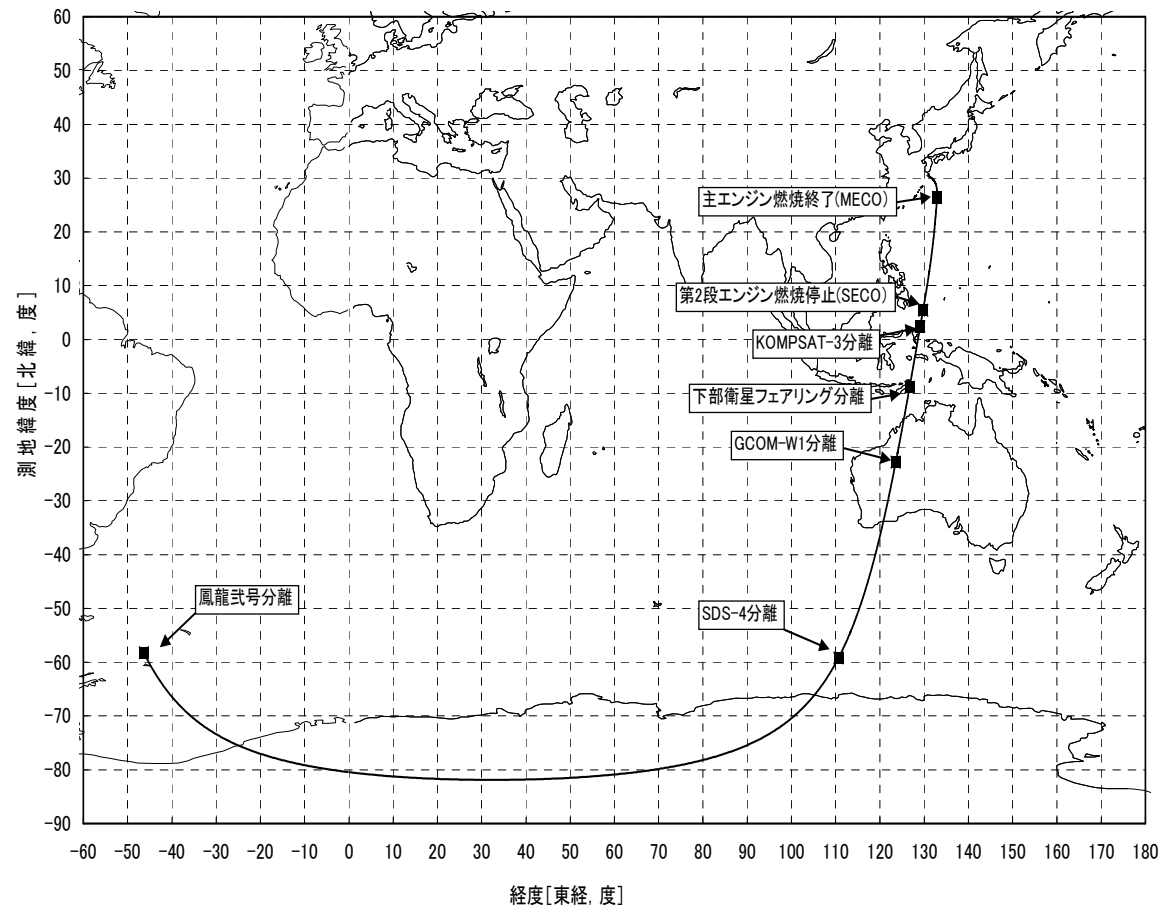 60
50
40
30
20
10
0
-10
-20
-30
-40
-50
-60
-70
-80
-90
測地緯度[北緯,度]
主エンジン燃焼終了(MECO)
第2段エンジン燃焼停止(SECO)
KOMPSAT-3分離
下部衛星フェアリング分離
GCOM-W1分離
鳳龍弐号分離
SDS-4分離
-60 -50 -40 -30 -20 -10 0 10 20 30 40 50 60 70 80 90 100 110 120 130 140 150 160 170 180
経度[東経,度]